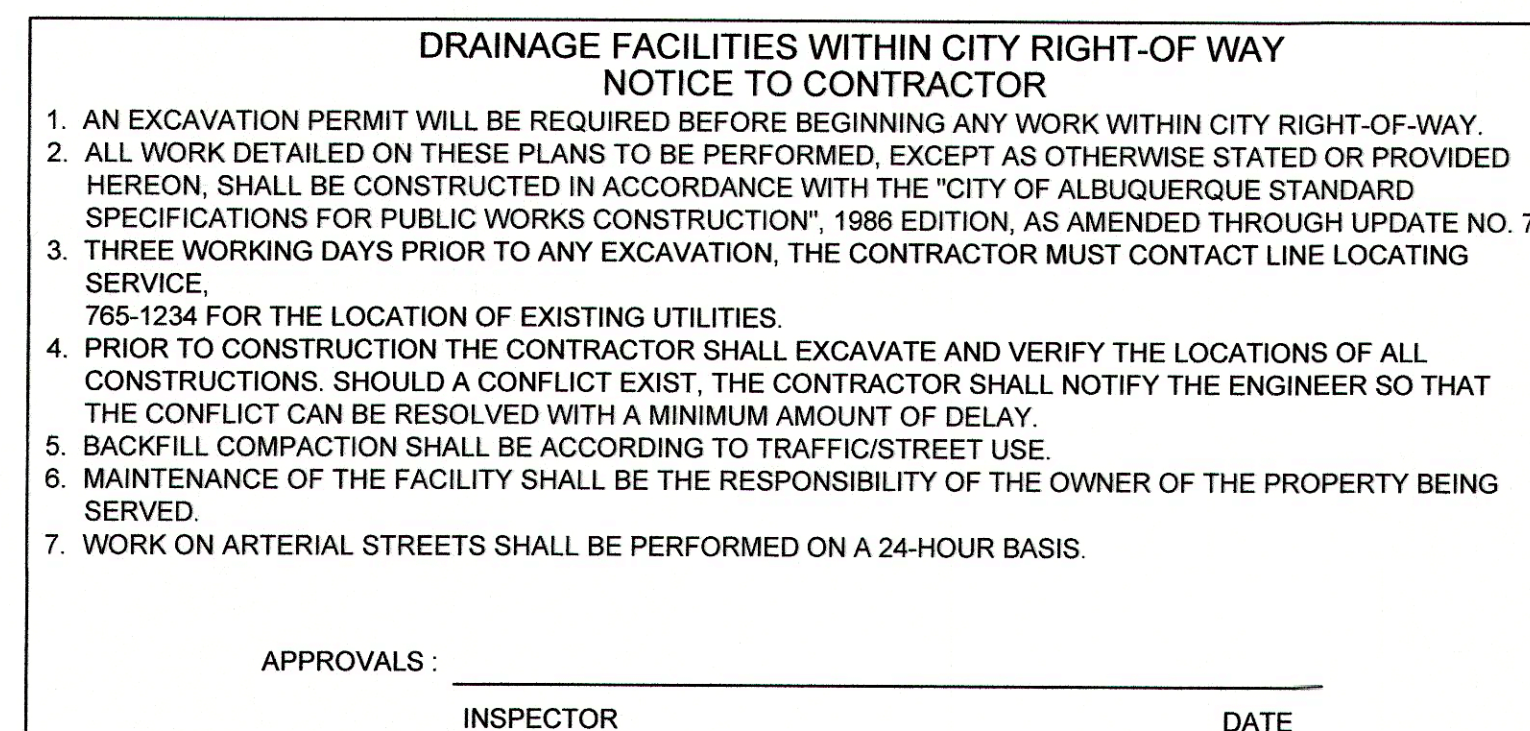 DRAINAGE FACILITIES WITHIN CITY RIGHT-OF WAY
NOTICE TO CONTRACTOR
1. AN EXCAVATION PERMIT WILL BE REQUIRED BEFORE BEGINNING ANY WORK WITHIN CITY RIGHT-OF-WAY.
2. ALL WORK DETAILED ON THESE PLANS TO BE PERFORMED, EXCEPT AS OTHERWISE STATED OR PROVIDED
HEREON, SHALL BE CONSTRUCTED IN ACCORDANCE WITH THE "CITY OF ALBUQUERQUE STANDARD
SPECIFICATIONS FOR PUBLIC WORKS CONSTRUCTION", 1986 EDITION, AS AMENDED THROUGH UPDATE NO. 7
3. THREE WORKING DAYS PRIOR TO ANY EXCAVATION, THE CONTRACTOR MUST CONTACT LINE LOCATING
SERVICE,
765-1234 FOR THE LOCATION OF EXISTING UTILITIES.
4. PRIOR TO CONSTRUCTION THE CONTRACTOR SHALL EXCAVATE AND VERIFY THE LOCATIONS OF ALL
CONSTRUCTIONS. SHOULD A CONFLICT EXIST, THE CONTRACTOR SHALL NOTIFY THE ENGINEER SO THAT
THE CONFLICT CAN BE RESOLVED WITH A MINIMUM AMOUNT OF DELAY.
5. BACKFILL COMPACTION SHALL BE ACCORDING TO TRAFFIC/STREET USE.
6. MAINTENANCE OF THE FACILITY SHALL BE THE RESPONSIBILITY OF THE OWNER OF THE PROPERTY BEING
SERVED.
7. WORK ON ARTERIAL STREETS SHALL BE PERFORMED ON A 24-HOUR BASIS.
APPROVALS :
INSPECTOR DATE